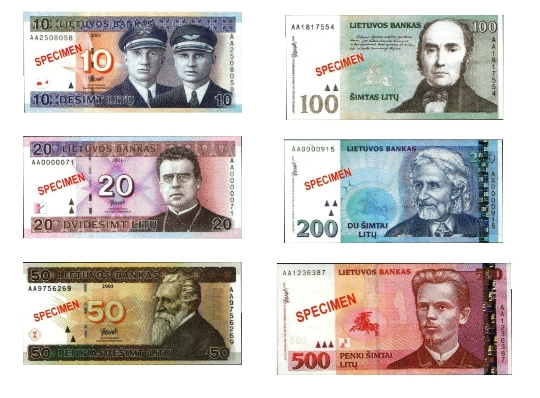 10 LIETUVOS BANKAS
AA2508058
2001
SPECIMEN
10
AA2508058
10 DEŠIMT LITŲ 10
20 LIETUVOS BANKAS
AA0000071
2001
SPECIMEN
20
AA0000071
20 DVIDEŠIMT LITŲ 20
50 LIETUVOS BANKAS
AA9756269
2003
SPECIMEN
50
AA9756269
50 PENKIASDEŠIMT LITŲ 50
AA1817554 LIETUVOS BANKAS 100
SPECIMEN
AA1817554
100 ŠIMTAS LITŲ
AA0000915 LIETUVOS BANKAS 200
SPECIMEN
AA0000915
200 DU ŠIMTAI
LITŲ
AA1236387 LIETUVOS BANKAS 500
SPECIMEN
AA1236387
500 PENKI ŠIMTAI
LITŲ